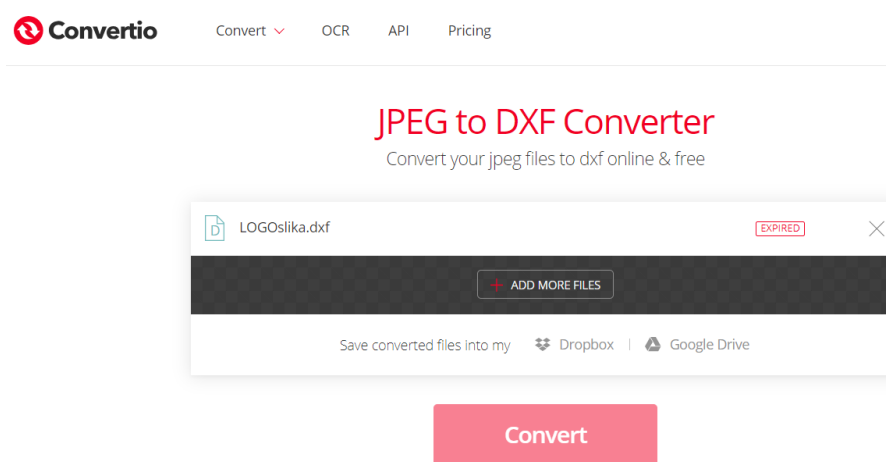 Convertio Convert OCR API Pricing
JPEG to DXF Converter
Convert your jpeg files to dxf online & free
D LOGOslika.dxf EXPIRED
ADD MORE FILES
Save converted files into my Dropbox Google Drive
Convert